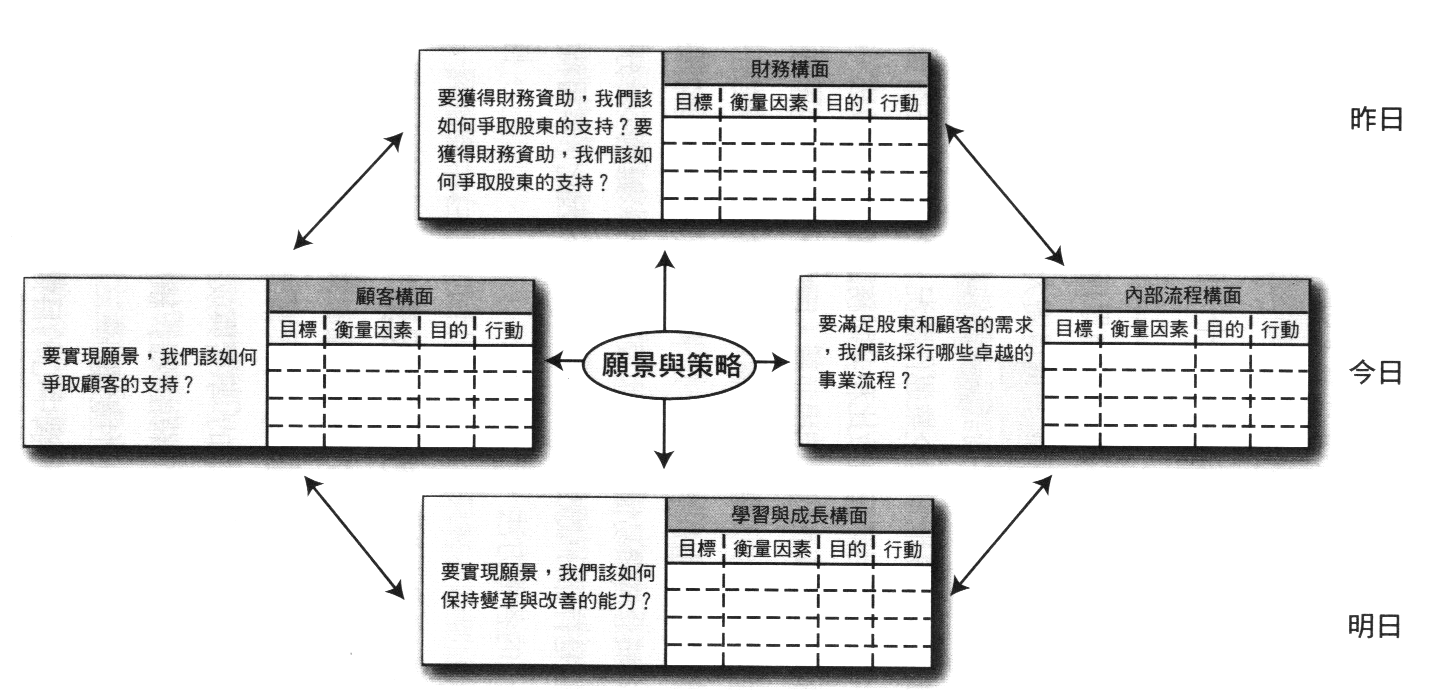 財務構面
要獲得財務資助,我們該
如何爭取股東的支持?要
獲得財務資助,我們該如
何爭取股東的支持?
目標 衡量因素 目的 行動
昨日
顧客構面
要實現願景,我們該如何
爭取顧客的支持?
目標 衡量因素 目的 行動
願景與策略
內部流程構面
要滿足股東和顧客的需求
,我們該採行哪些卓越的
事業流程?
目標 衡量因素 目的 行動
今日
學習與成長構面
要實現願景,我們該如何
保持變革與改善的能力?
目標 衡量因素 目的 行動
明日